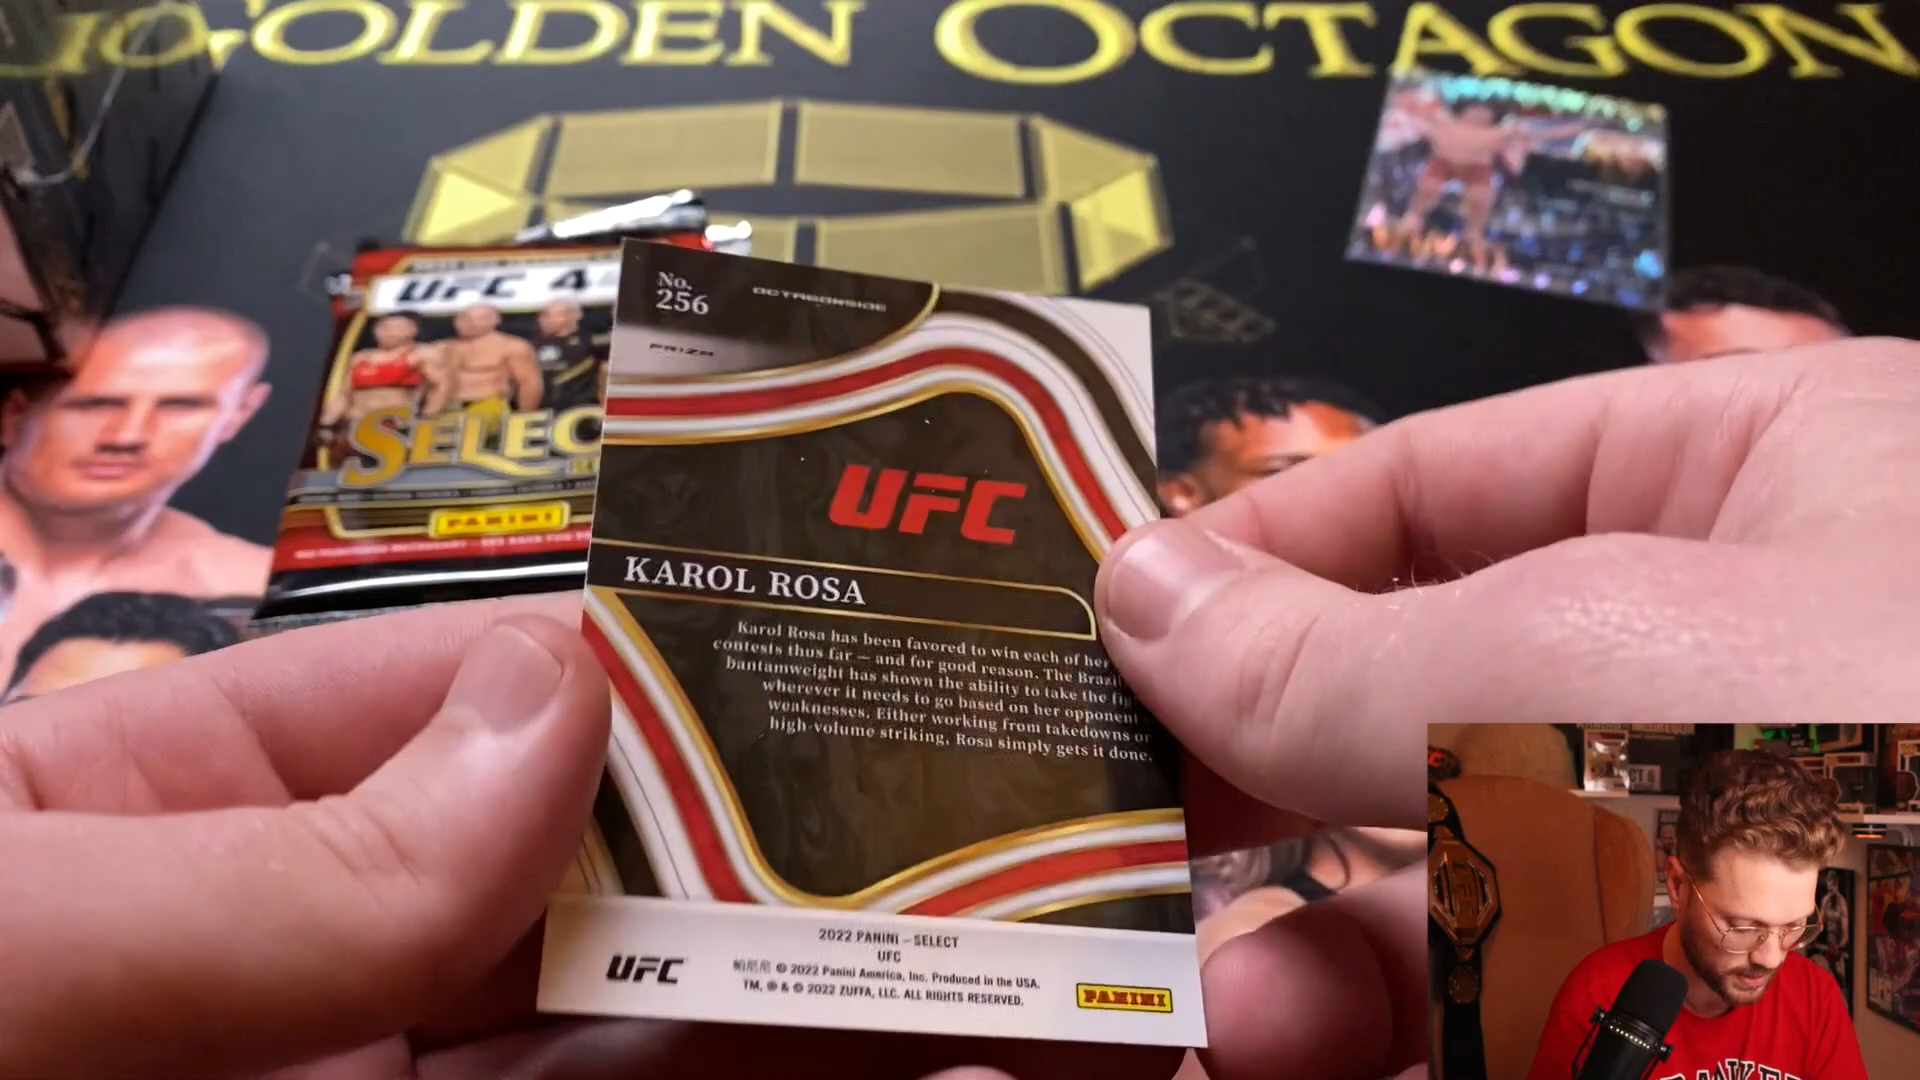 GOLDEN OCTAGON
UFC 4
SELEC
PANINI
No.
256
OCTAGONSIDE
PRIZM
UFC
KAROL ROSA
Karol Rosa has been favored to win each of her
contests thus far – and for good reason. The Brazil
bantamweight has shown the ability to take the fi
wherever it needs to go based on her opponent
weaknesses. Either working from takedowns or
high-volume striking, Rosa simply gets it done.
2022 PANINI – SELECT
UFC
UFC
帕尼尼 © 2022 Panini America, Inc. Produced in the USA.
TM, ® & © 2022 ZUFFA, LLC. ALL RIGHTS RESERVED.
PANINI